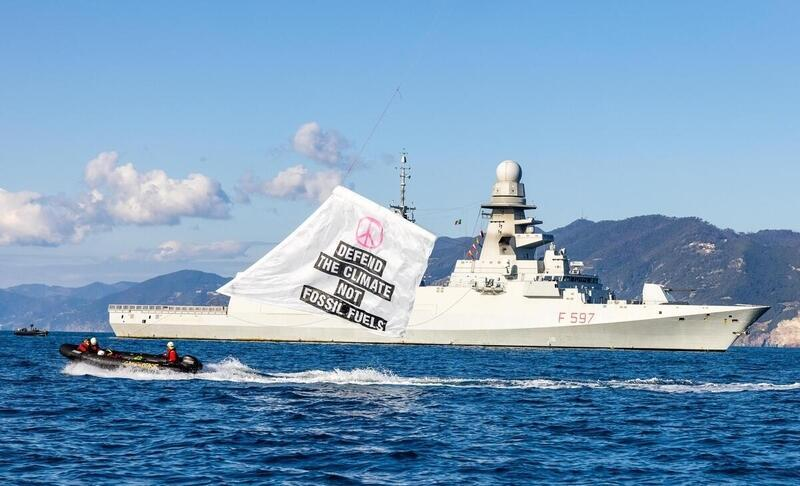 DEFEND
THE CLIMATE
NOT
FOSSIL FUELS
F 597